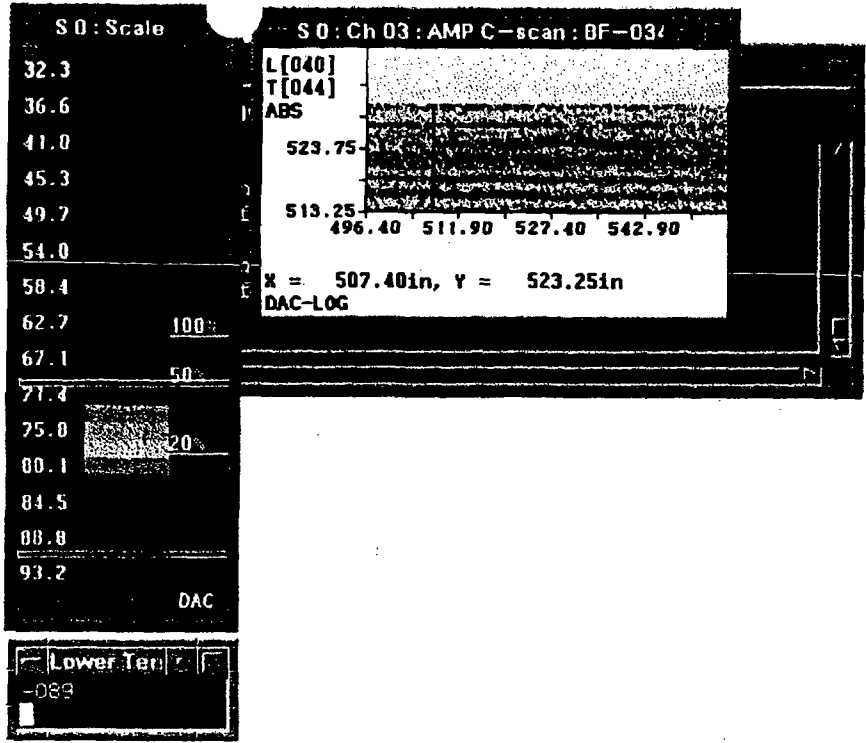 S 0 : Scale
32.3
36.6
41.0
45.3
49.7
54.0
58.4
62.7
67.1
71.4
75.8
80.1
84.5
88.8
93.2
100%
50%
20%
DAC
S 0 : Ch 03 : AMP C-scan : BF-034
L[040]
T[044]
ABS
523.75
513.25
496.40 511.90 527.40 542.90
X = 507.40in, Y = 523.25in
DAC-LOG
Lower Ten
-089